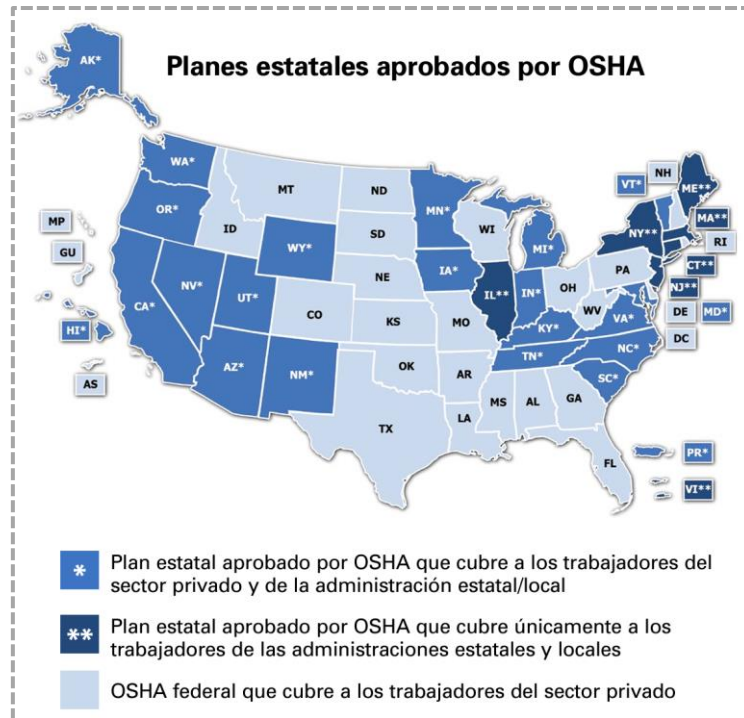 AK*
Planes estatales aprobados por OSHA
WA*
MT
ND
MN*
VT*
NH
ME**
OR*
ID
WY*
SD
WI
MI*
NY**
MA**
MP
RI
GU
NV*
UT*
NE
IA*
IL**
IN*
OH
PA
CT**
NJ**
CA*
CO
KS
MO
KY*
WV
VA*
DE
MD*
HI*
DC
AZ*
NM*
OK
AR
TN*
NC*
AS
SC*
TX
LA
MS
AL
GA
FL
PR*
VI**
* Plan estatal aprobado por OSHA que cubre a los trabajadores del
sector privado y de la administración estatal/local
** Plan estatal aprobado por OSHA que cubre únicamente a los
trabajadores de las administraciones estatales y locales
OSHA federal que cubre a los trabajadores del sector privado